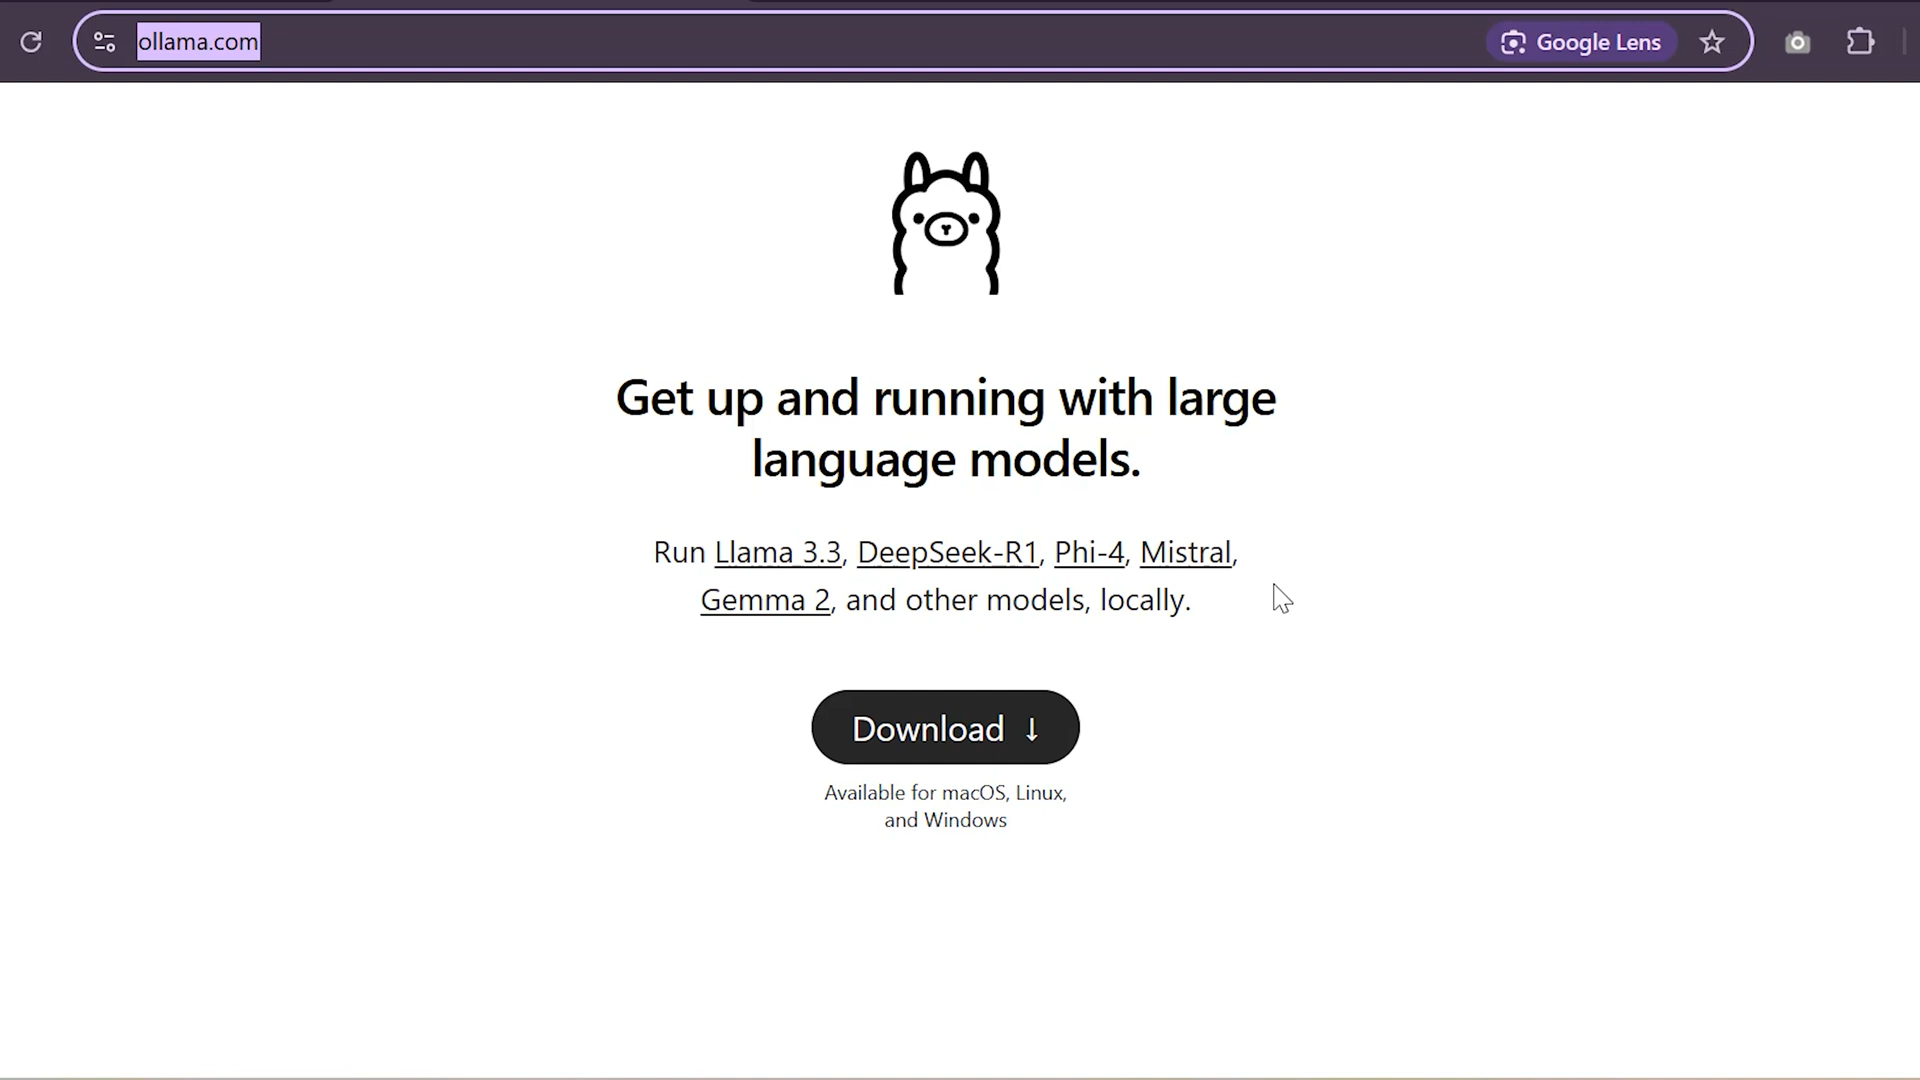 ollama.com
Google Lens
Get up and running with large
language models.
Run Llama 3.3, DeepSeek-R1, Phi-4, Mistral,
Gemma 2, and other models, locally.
Download ↓
Available for macOS, Linux,
and Windows